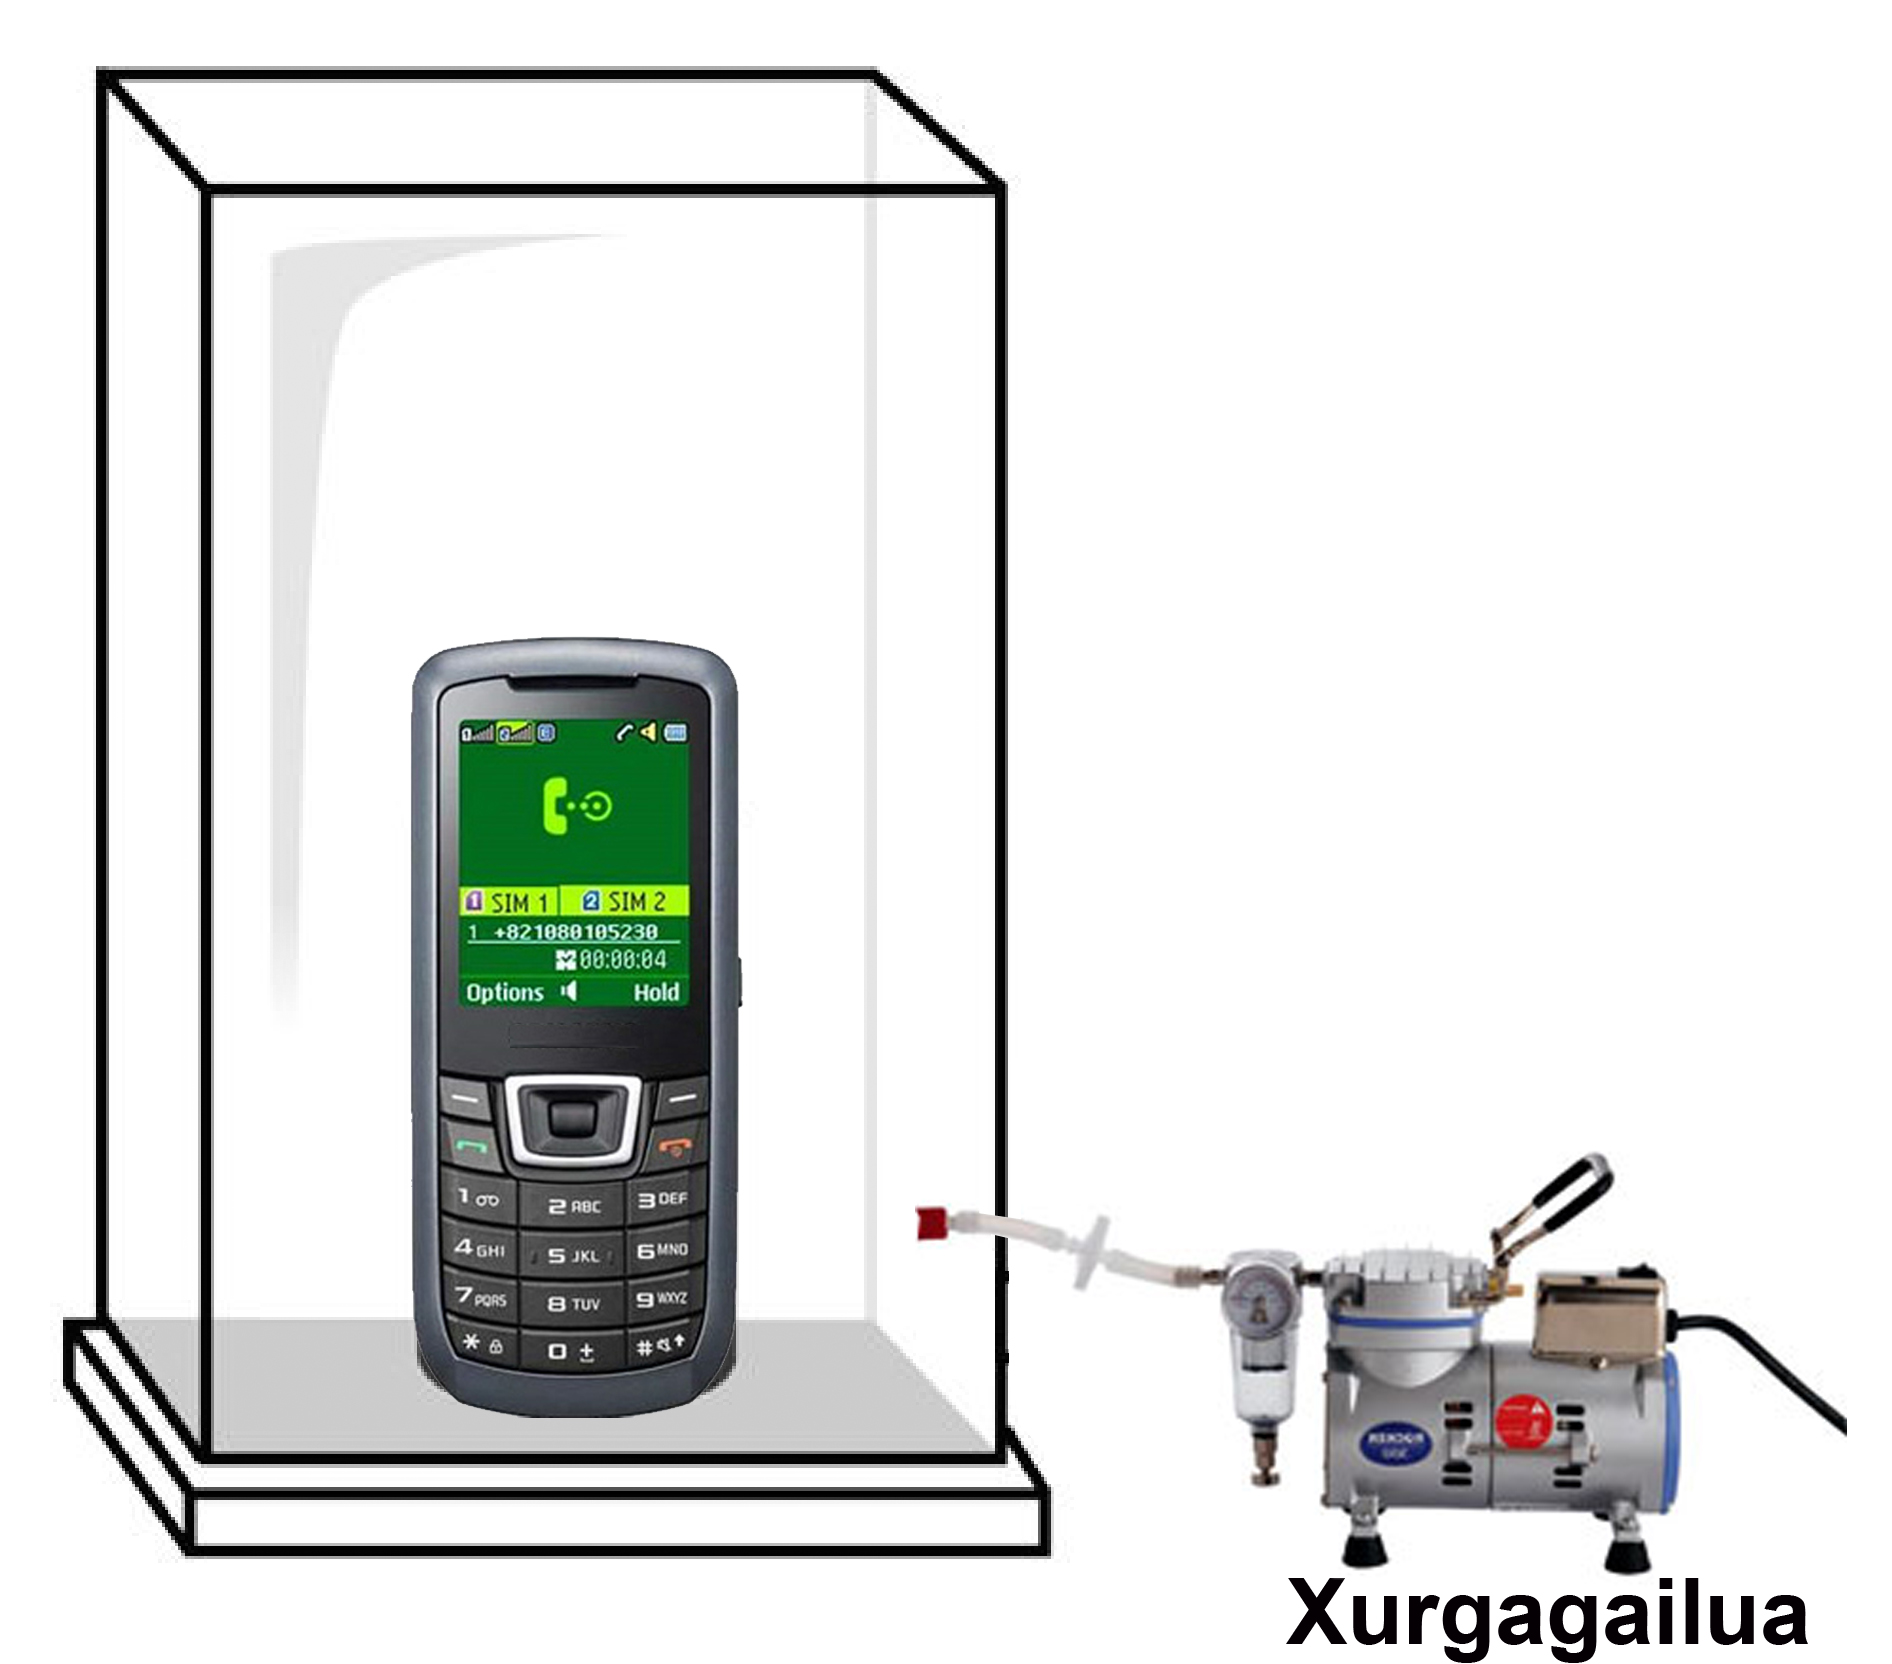 SIM 1 SIM 2
1 +821080105230
00:00:04
Options Hold
1
2 ABC
3 DEF
4 GHI
5 JKL
6 MNO
7 PQRS
8 TUV
9 WXYZ
*
0 +
#
Xurgagailua